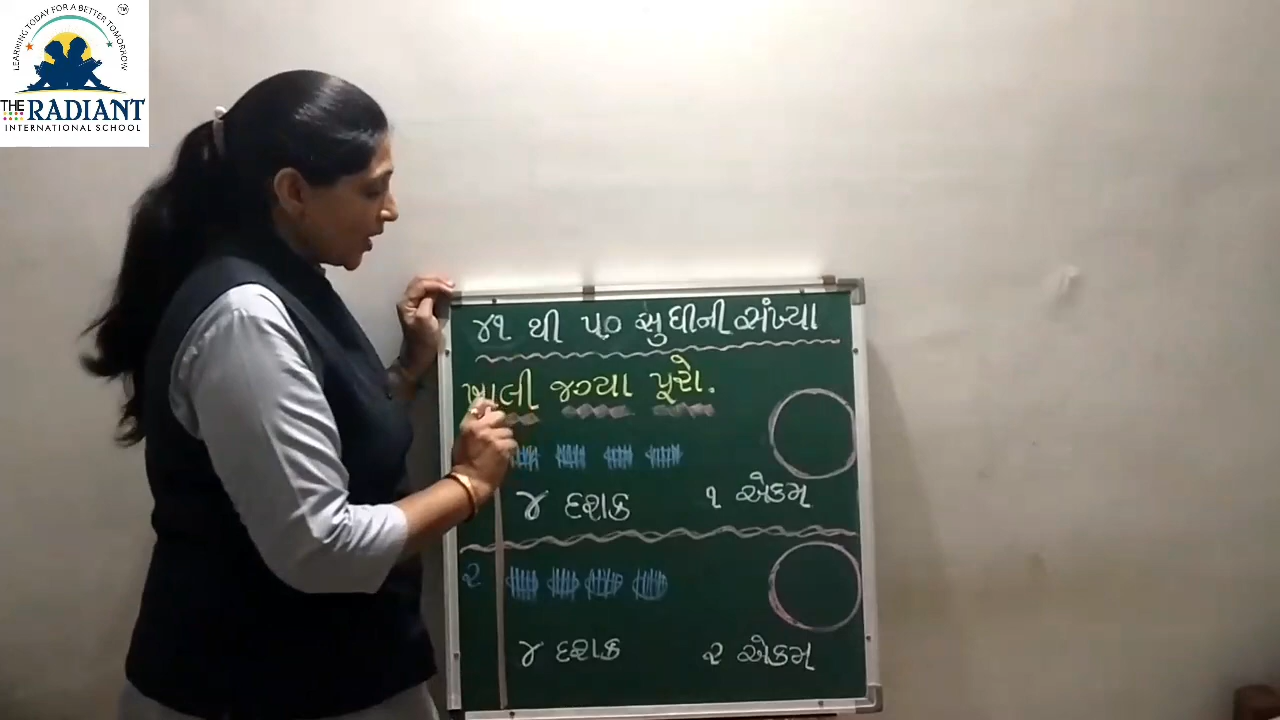 LEARNING TODAY FOR A BETTER TOMORROW
TM
THE RADIANT
INTERNATIONAL SCHOOL
૪૧ થી ૫૦ સુધીની સંખ્યા
ખાલી જગ્યા પૂરો.
૪ દશક ૧ એકમ
૨
૪ દશક ૨ એકમ